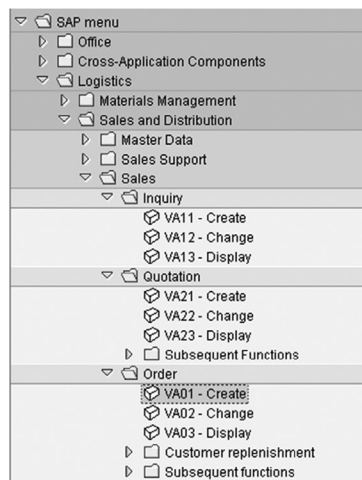 SAP menu
Office
Cross-Application Components
Logistics
Materials Management
Sales and Distribution
Master Data
Sales Support
Sales
Inquiry
VA11 - Create
VA12 - Change
VA13 - Display
Quotation
VA21 - Create
VA22 - Change
VA23 - Display
Subsequent Functions
Order
VA01 - Create
VA02 - Change
VA03 - Display
Customer replenishment
Subsequent functions